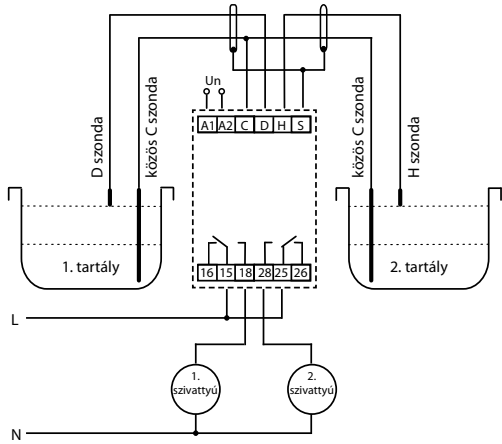 Un
A1 A2 C D H S
D szonda
közös C szonda
közös C szonda
H szonda
1. tartály
2. tartály
16 15 18 28 25 26
L
1. szivattyú
2. szivattyú
N